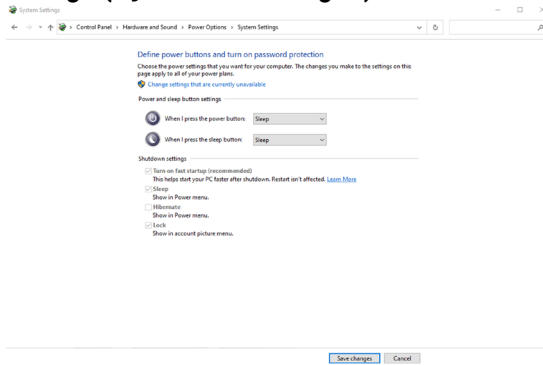 System Settings
Control Panel > Hardware and Sound > Power Options > System Settings
Define power buttons and turn on password protection
Choose the power settings that you want for your computer. The changes you make to the settings on this
page apply to all of your power plans.
Change settings that are currently unavailable
Power and sleep button settings
When I press the power button: Sleep
When I press the sleep button: Sleep
Shutdown settings
Turn on fast startup (recommended)
This helps start your PC faster after shutdown. Restart isn't affected. Learn More
Sleep
Show in Power menu.
Hibernate
Show in Power menu.
Lock
Show in account picture menu.
Save changes Cancel